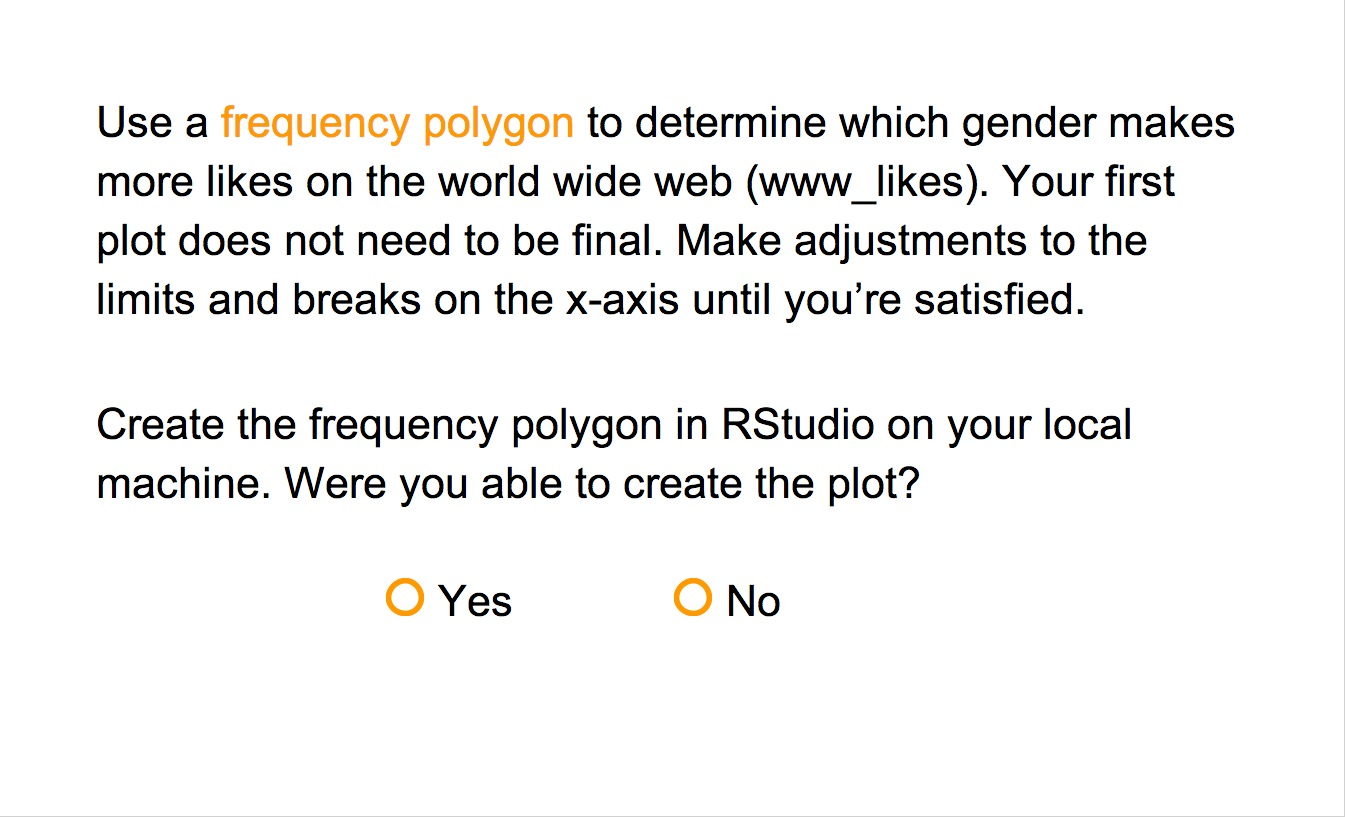 Use a frequency polygon to determine which gender makes
more likes on the world wide web (www_likes). Your first
plot does not need to be final. Make adjustments to the
limits and breaks on the x-axis until you’re satisfied.
Create the frequency polygon in RStudio on your local
machine. Were you able to create the plot?
Yes No